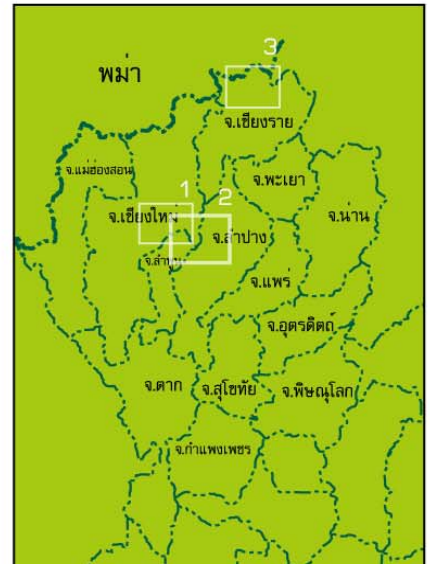 3
พม่า
จ.เชียงราย
จ.แม่ฮ่องสอน
จ.พะเยา
1
2
จ.เชียงใหม่
จ.น่าน
จ.ลำปาง
จ.ลำพูน
จ.แพร่
จ.อุตรดิตถ์
จ.ตาก
จ.สุโขทัย
จ.พิษณุโลก
จ.กำแพงเพชร